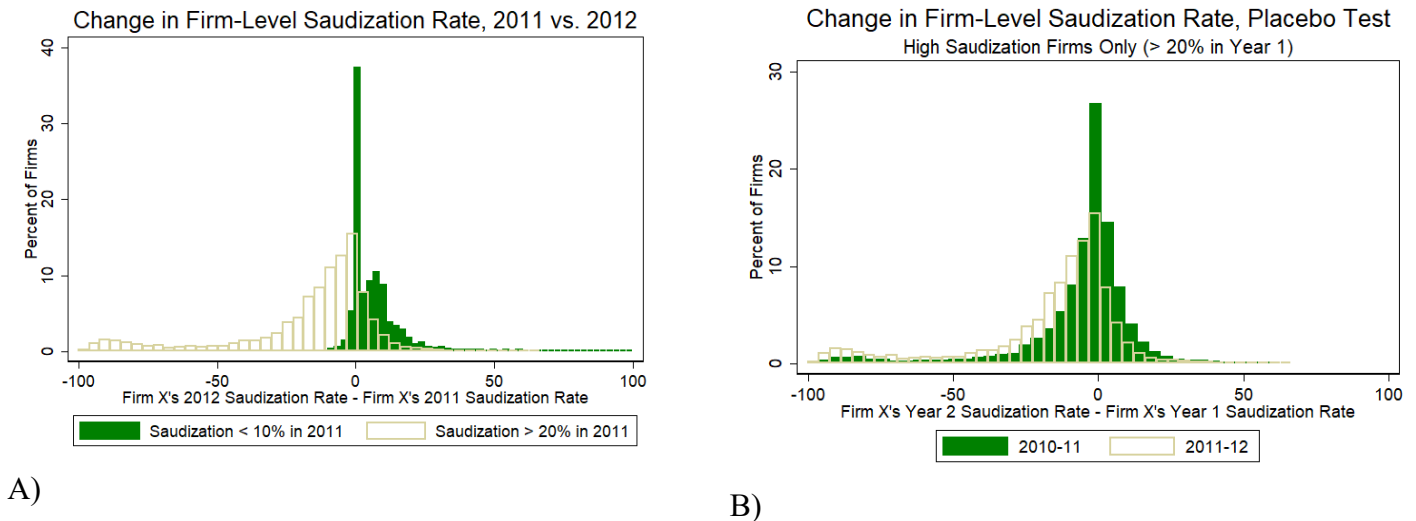 Change in Firm-Level Saudization Rate, 2011 vs. 2012
Percent of Firms
40
30
20
10
0
-100
-50
0
50
100
Firm X's 2012 Saudization Rate - Firm X's 2011 Saudization Rate
Saudization < 10% in 2011
Saudization > 20% in 2011
A)
Change in Firm-Level Saudization Rate, Placebo Test
High Saudization Firms Only (> 20% in Year 1)
Percent of Firms
30
20
10
0
-100
-50
0
50
100
Firm X's Year 2 Saudization Rate - Firm X's Year 1 Saudization Rate
2010-11
2011-12
B)